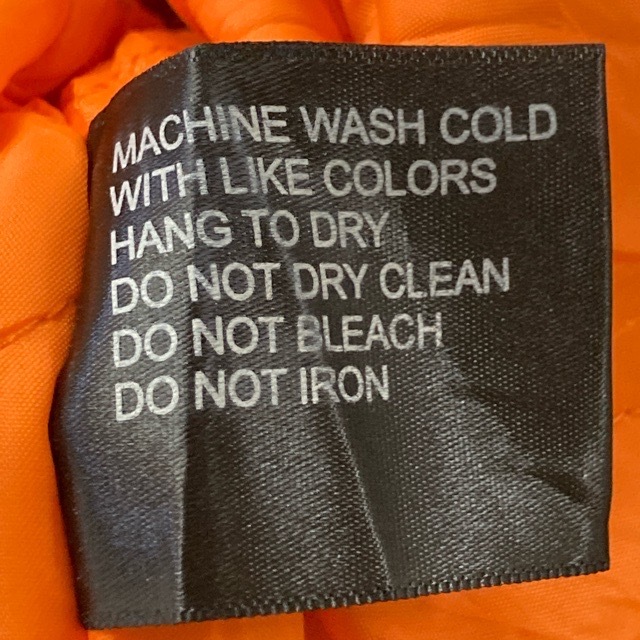 MACHINE WASH COLD
WITH LIKE COLORS
HANG TO DRY
DO NOT DRY CLEAN
DO NOT BLEACH
DO NOT IRON